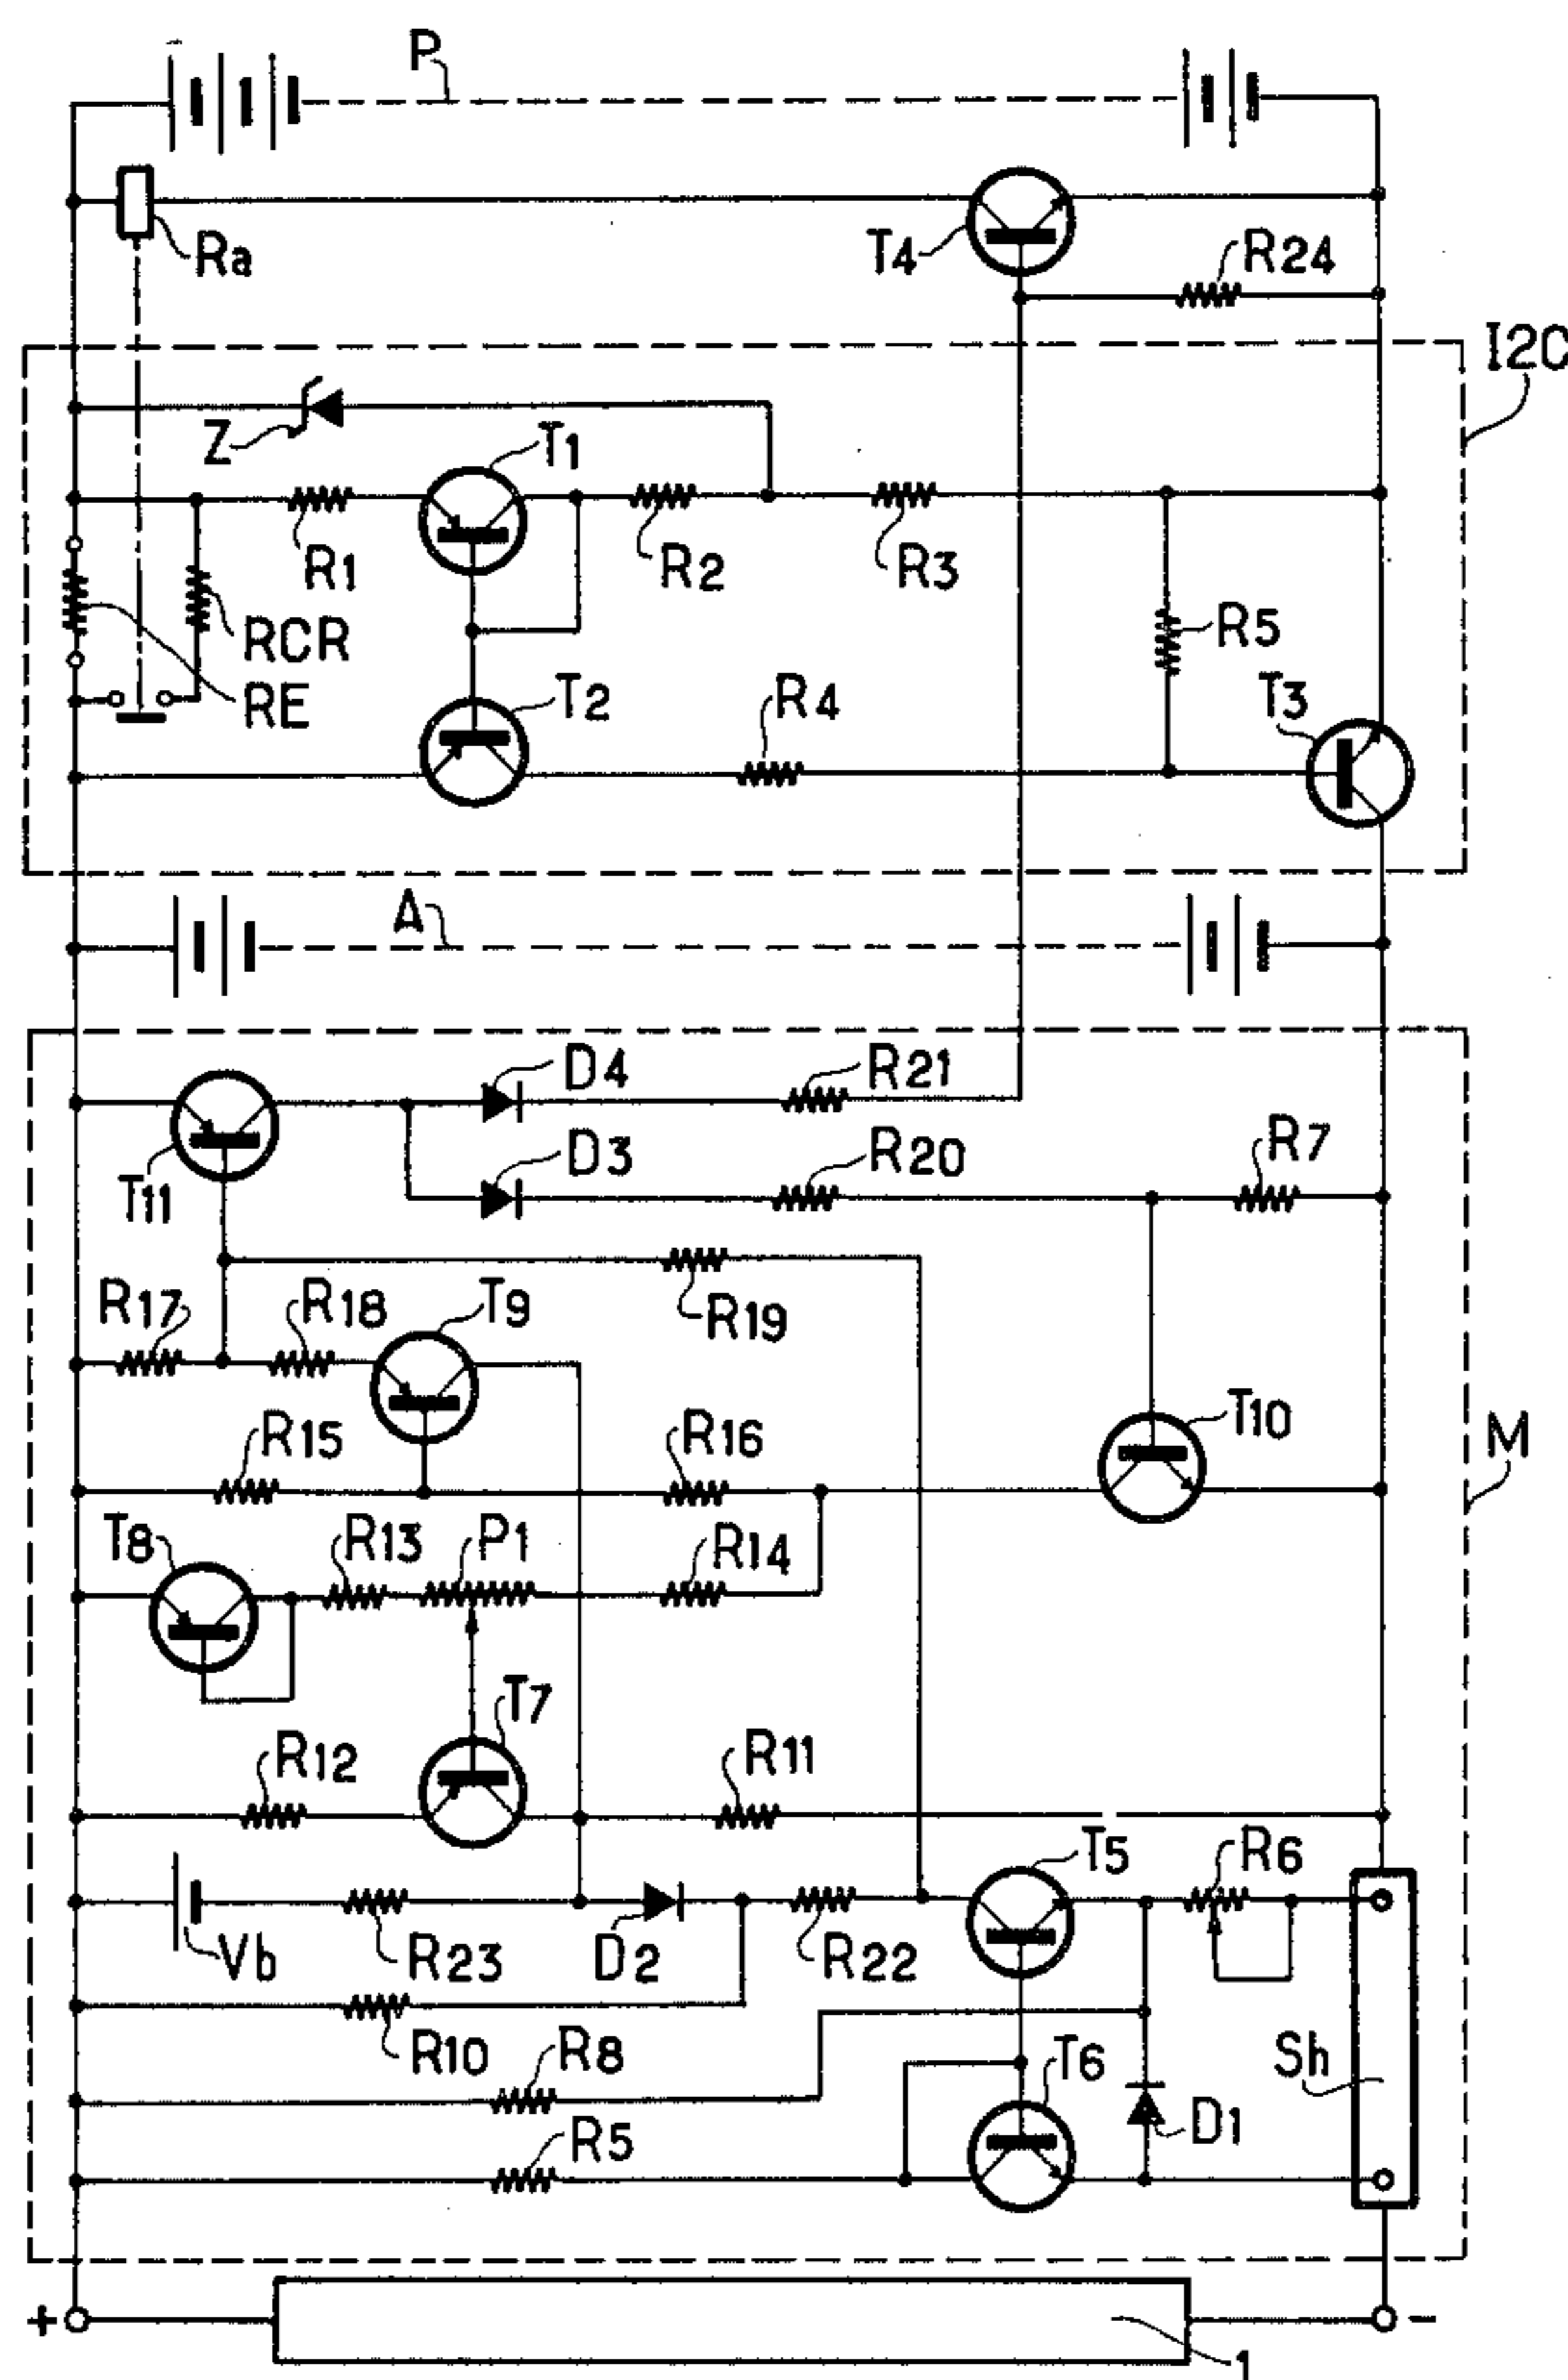 P
Ra
T4
R24
I2C
Z
T1
R1
R2
R3
RCR
R5
RE
T2
R4
T3
A
D4
R21
D3
R20
R7
T11
R19
R17
R18
T9
R15
R16
T10
M
T8
R13
P1
R14
T7
R12
R11
T5
R6
Vb
R23
D2
R22
R10
R8
T6
Sh
R5
D1
+
-
1